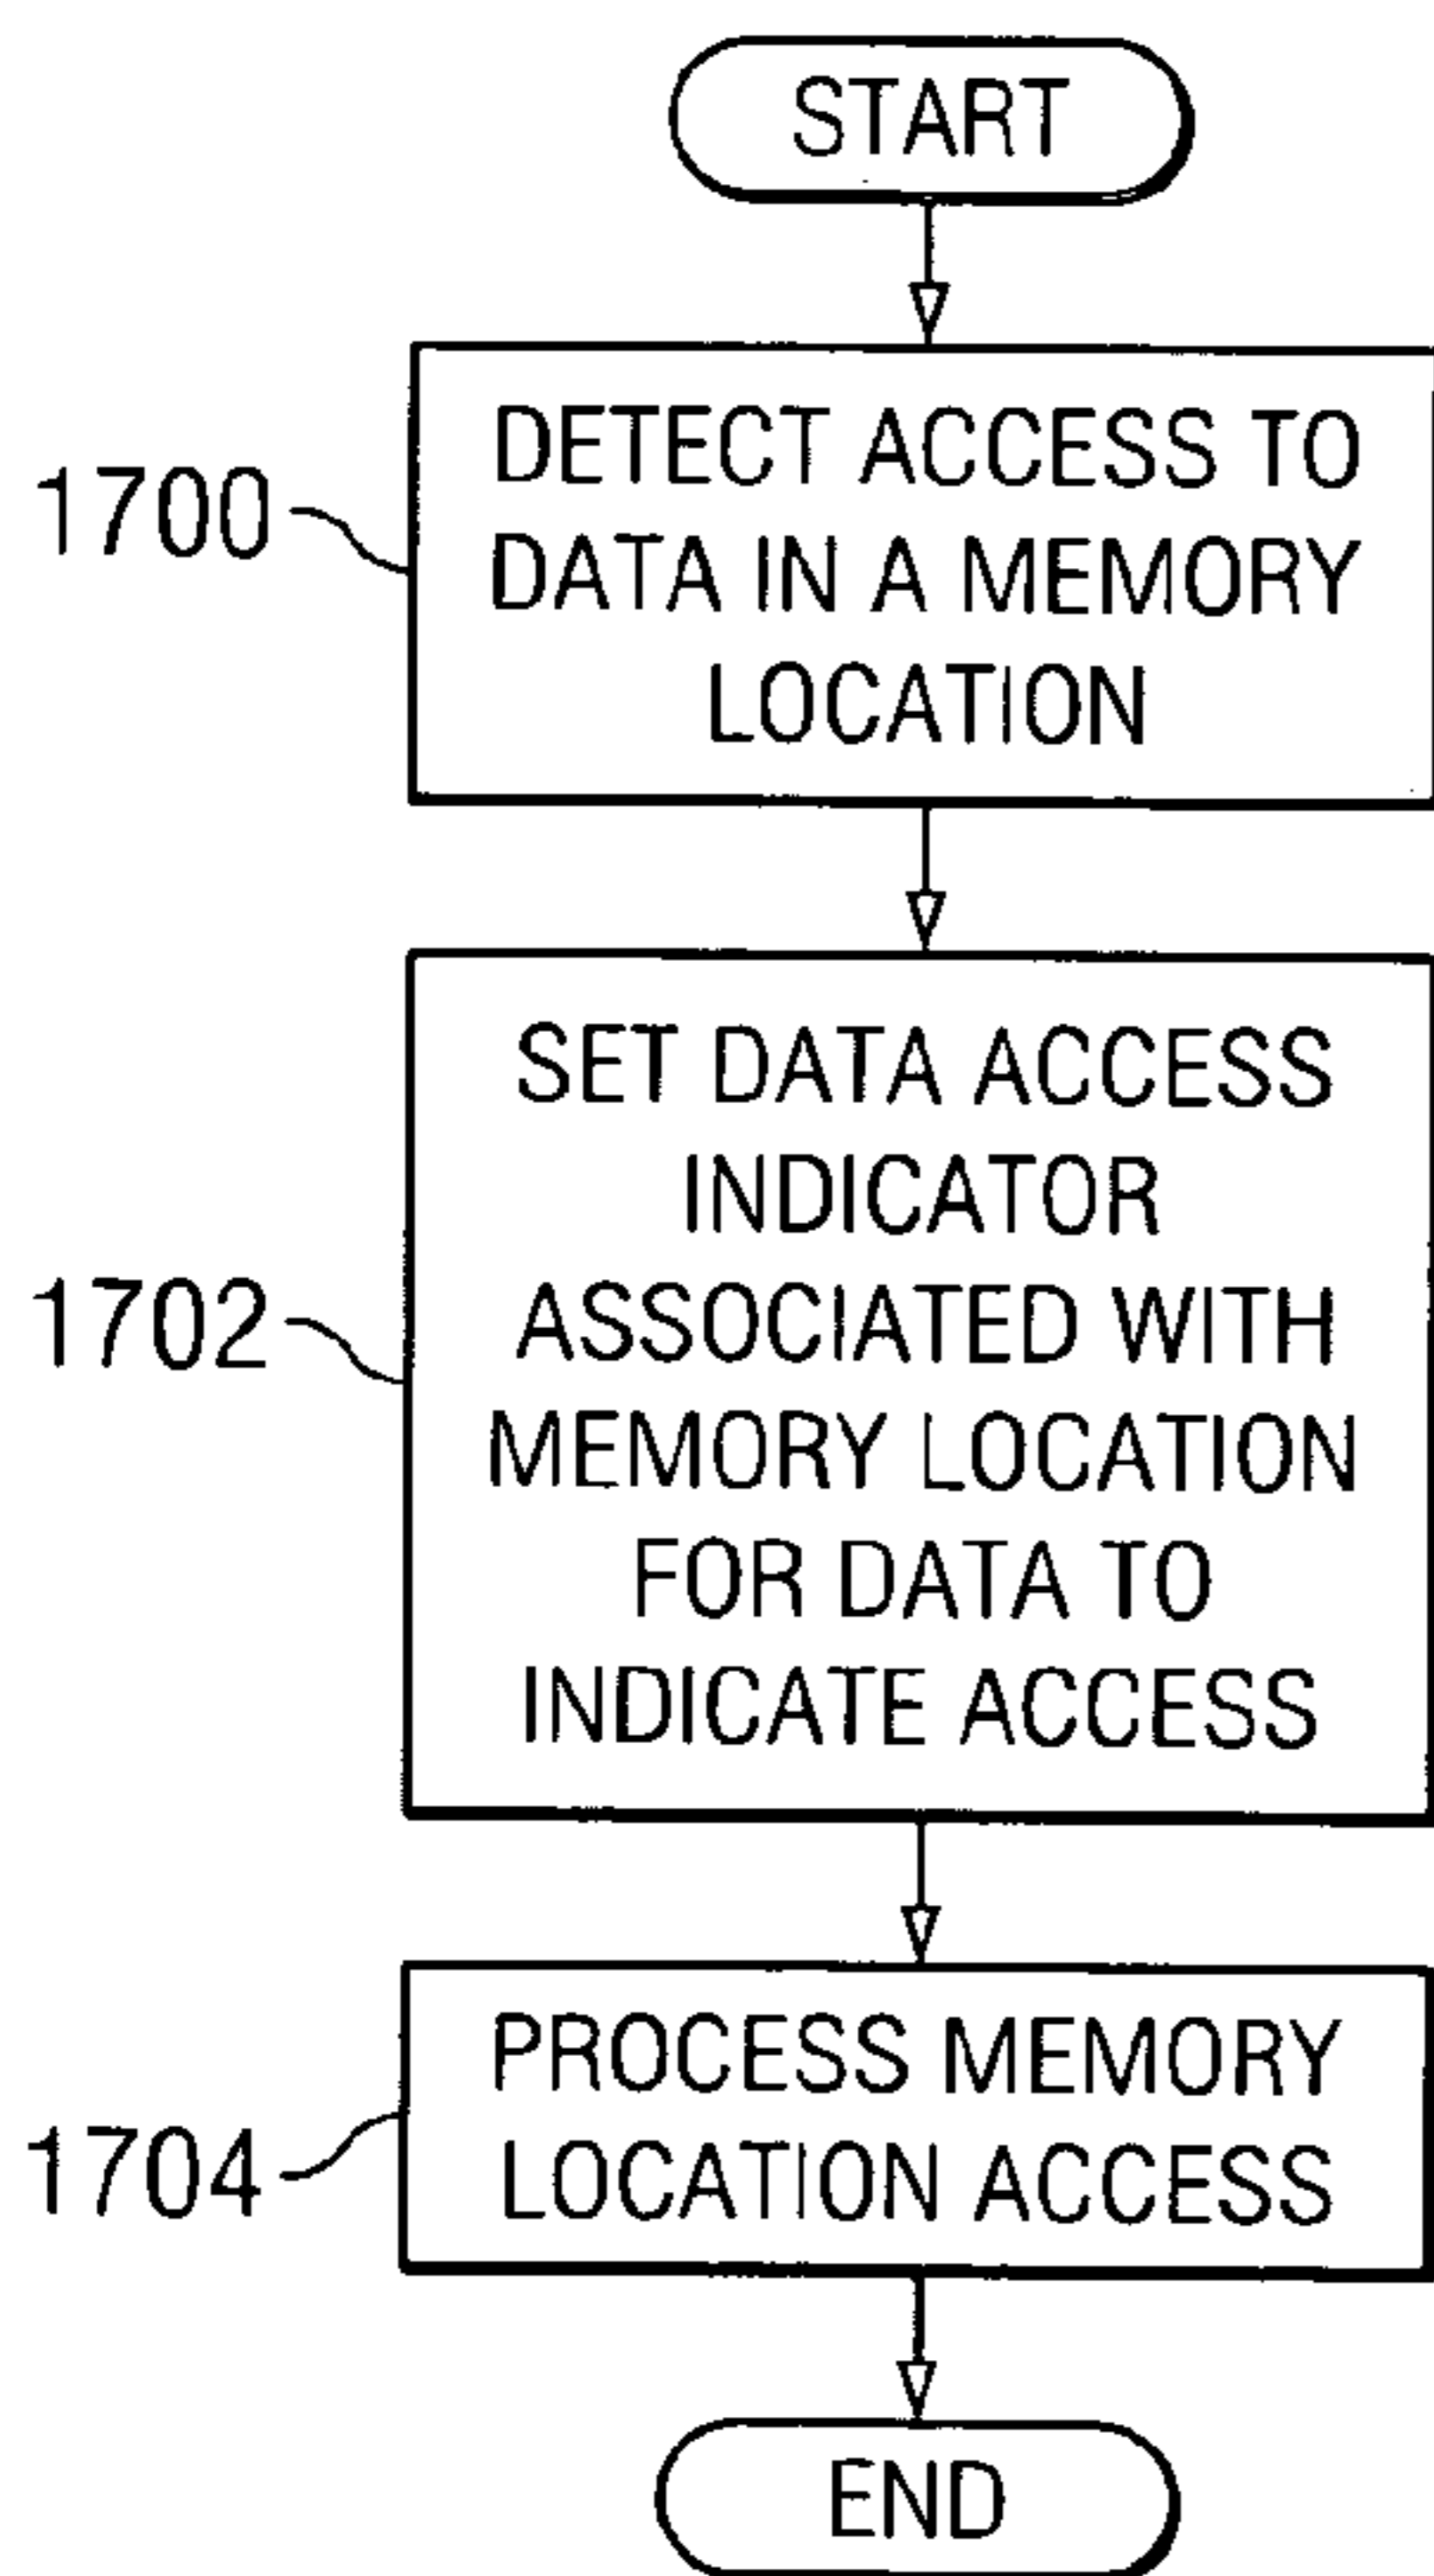 START
1700
DETECT ACCESS TO
DATA IN A MEMORY
LOCATION
1702
SET DATA ACCESS
INDICATOR
ASSOCIATED WITH
MEMORY LOCATION
FOR DATA TO
INDICATE ACCESS
1704
PROCESS MEMORY
LOCATION ACCESS
END